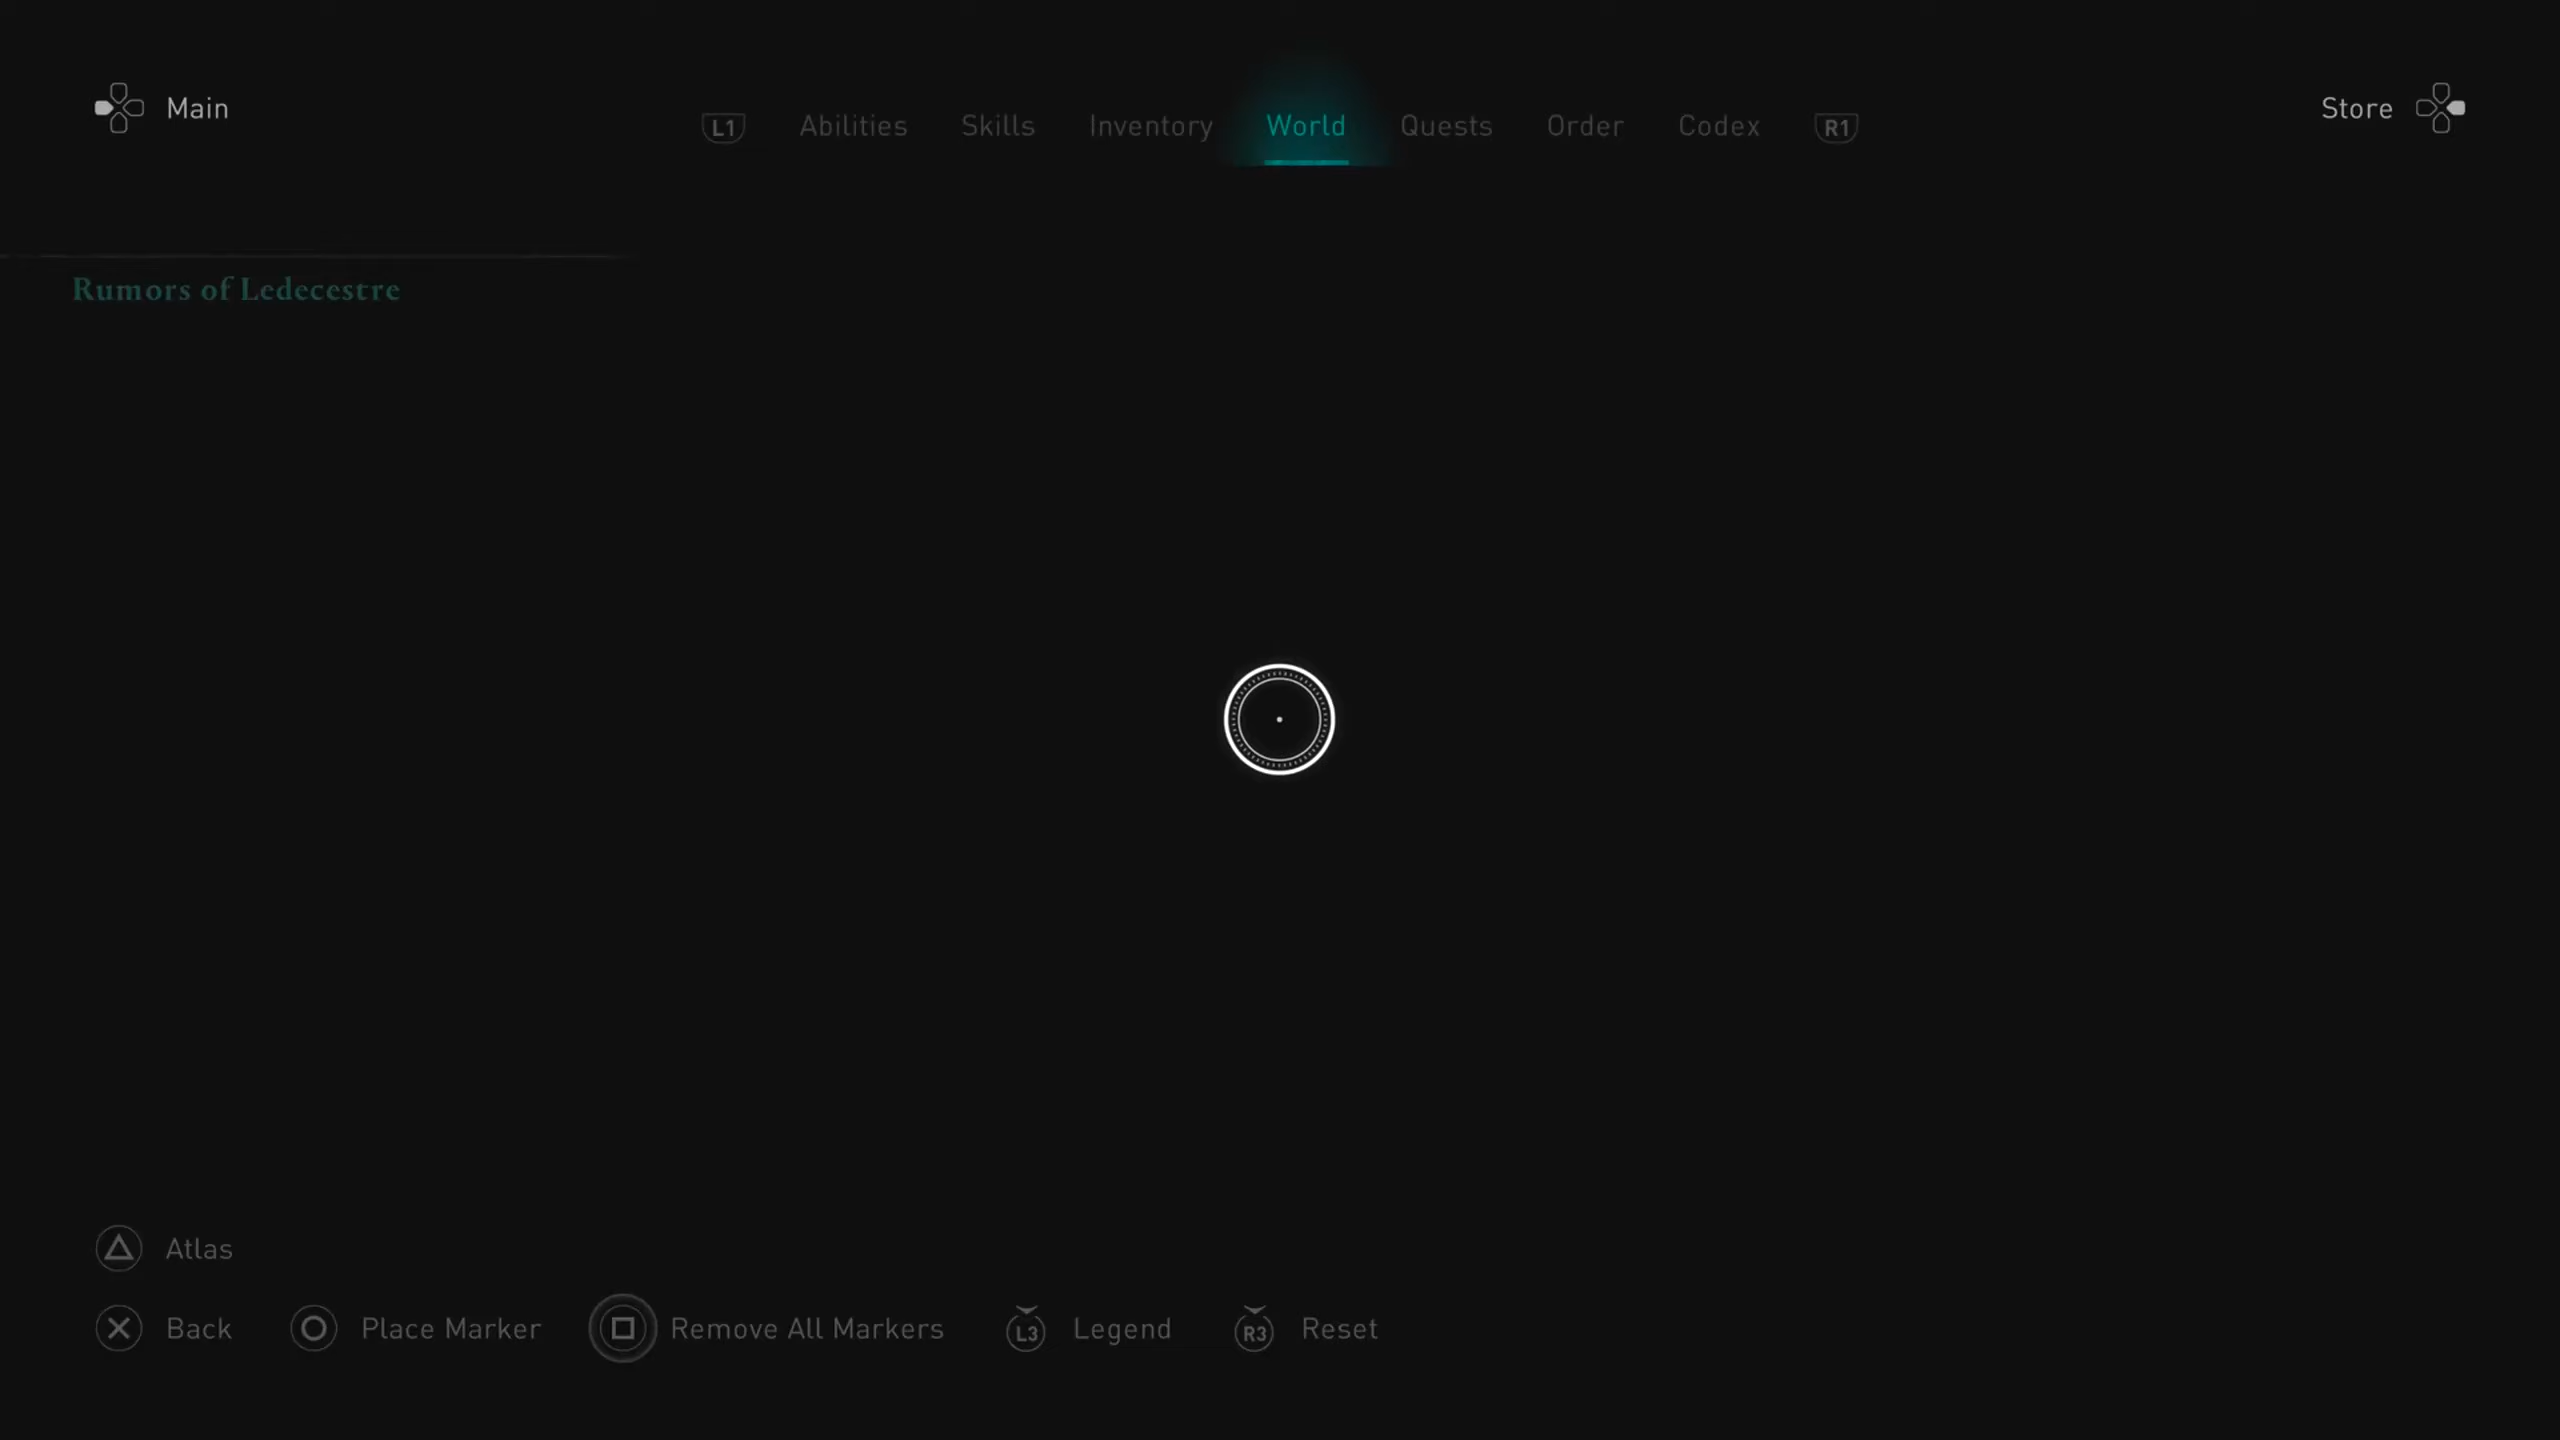 Main
L1 Abilities Skills Inventory World Quests Order Codex R1
Store
Rumors of Ledecestre
Atlas
Back Place Marker Remove All Markers L3 Legend R3 Reset